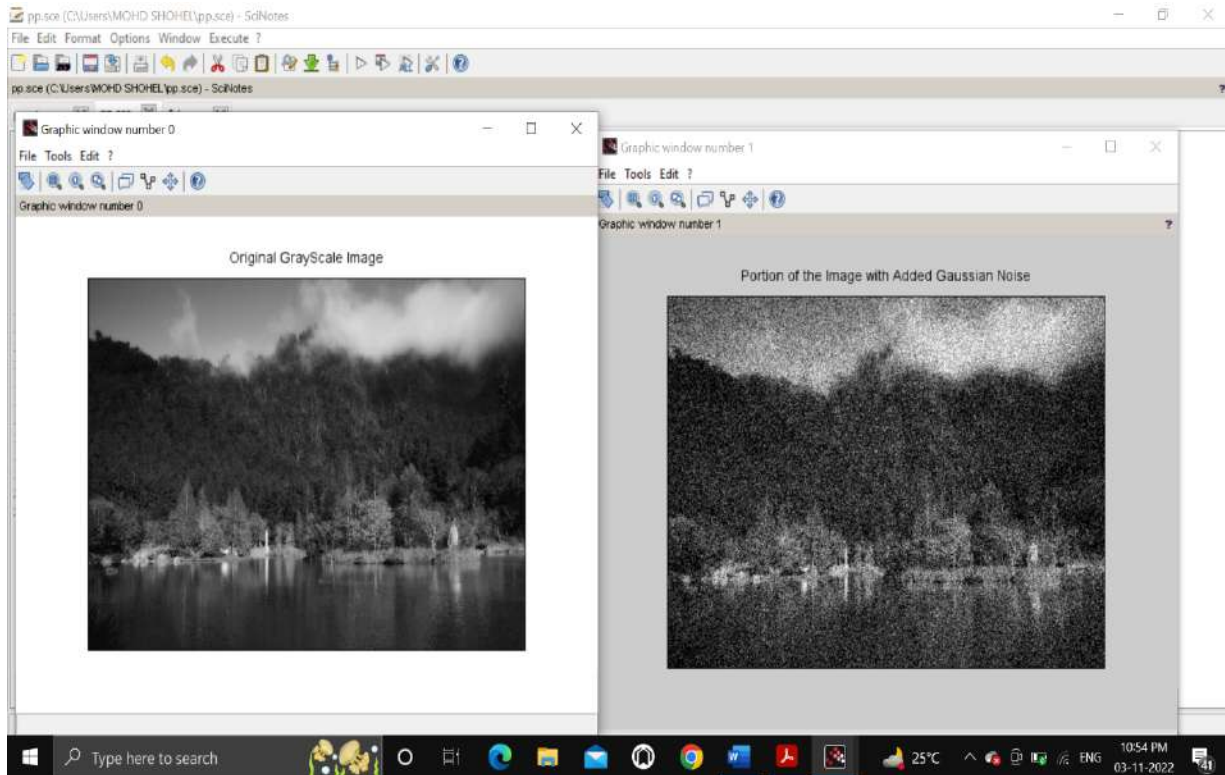 pp.sce (C:\Users\MOHD SHOHEL\pp.sce) - SciNotes
File Edit Format Options Window Execute ?
pp.sce (C:\Users\MOHD SHOHEL\pp.sce) - SciNotes
?
Graphic window number 0
File Tools Edit ?
Graphic window number 0
Original GrayScale Image
Graphic window number 1
File Tools Edit ?
Graphic window number 1
?
Portion of the Image with Added Gaussian Noise
Type here to search
25°C
ENG
10:54 PM
03-11-2022
41